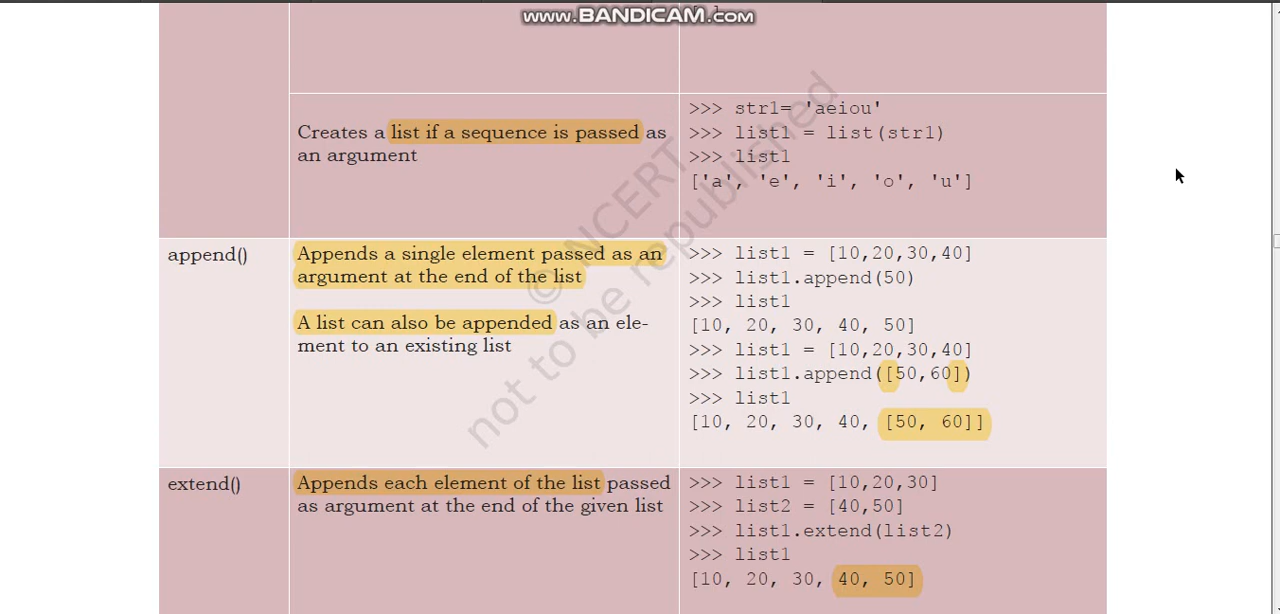 www.BANDICAM.com
Creates a list if a sequence is passed as
an argument
>>> str1= 'aeiou'
>>> list1 = list(str1)
>>> list1
['a', 'e', 'i', 'o', 'u']
append()
Appends a single element passed as an
argument at the end of the list
A list can also be appended as an ele-
ment to an existing list
>>> list1 = [10,20,30,40]
>>> list1.append(50)
>>> list1
[10, 20, 30, 40, 50]
>>> list1 = [10,20,30,40]
>>> list1.append([50,60])
>>> list1
[10, 20, 30, 40, [50, 60]]
extend()
Appends each element of the list passed
as argument at the end of the given list
>>> list1 = [10,20,30]
>>> list2 = [40,50]
>>> list1.extend(list2)
>>> list1
[10, 20, 30, 40, 50]
© NCERT
not to be republished